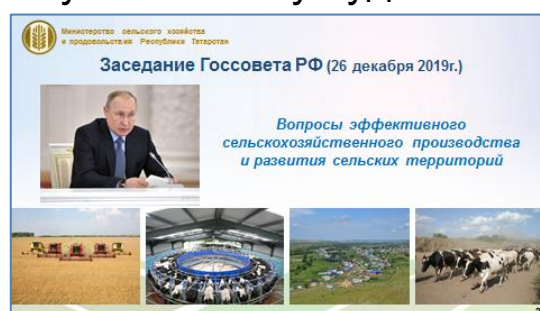 Министерство сельского хозяйства
и продовольствия Республики Татарстан
Заседание Госсовета РФ (26 декабря 2019г.)
Вопросы эффективного
сельскохозяйственного производства
и развития сельских территорий